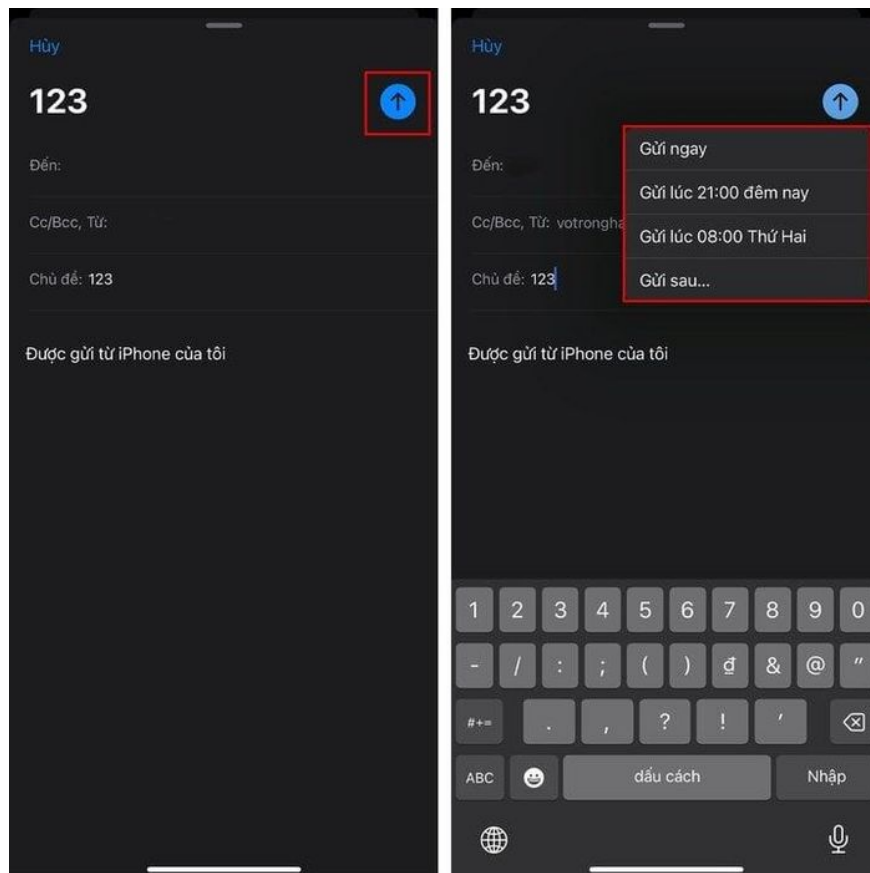 Hủy
123
Đến:
Cc/Bcc, Từ:
Chủ đề: 123
Được gửi từ iPhone của tôi
Hủy
123
Đến:
Cc/Bcc, Từ: votrongha
Chủ đề: 123
Gửi ngay
Gửi lúc 21:00 đêm nay
Gửi lúc 08:00 Thứ Hai
Gửi sau...
Được gửi từ iPhone của tôi
1 2 3 4 5 6 7 8 9 0
- / : ; ( ) ₫ & @ "
#+= . , ? ! '
ABC dấu cách Nhập